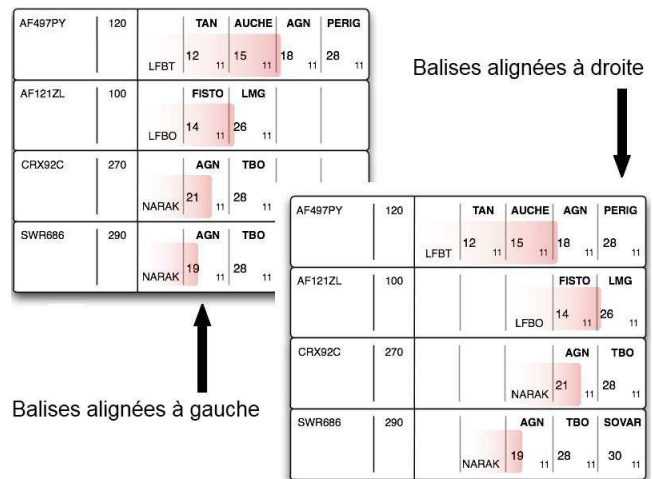 AF497PY 120 TAN AUCHE AGN PERIG
LFBT 12 11 15 11 18 11 28 11
AF121ZL 100 FISTO LMG
LFBO 14 11 26 11
CRX92C 270 AGN TBO
NARAK 21 11 28 11
SWR686 290 AGN TBO
NARAK 19 11 28 11
Balises alignées à gauche
Balises alignées à droite
AF497PY 120 TAN AUCHE AGN PERIG
LFBT 12 11 15 11 18 11 28 11
AF121ZL 100 FISTO LMG
LFBO 14 11 26 11
CRX92C 270 AGN TBO
NARAK 21 11 28 11
SWR686 290 AGN TBO SOVAR
NARAK 19 11 28 11 30 11